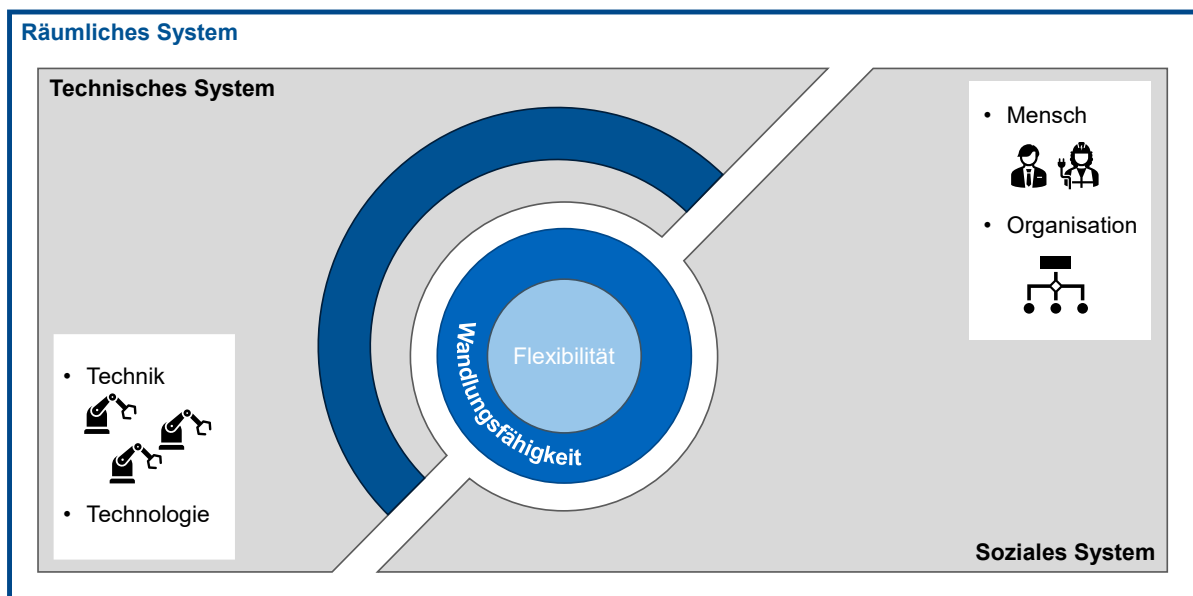 Räumliches System
Technisches System
• Mensch
• Organisation
Wandlungsfähigkeit
Flexibilität
• Technik
• Technologie
Soziales System